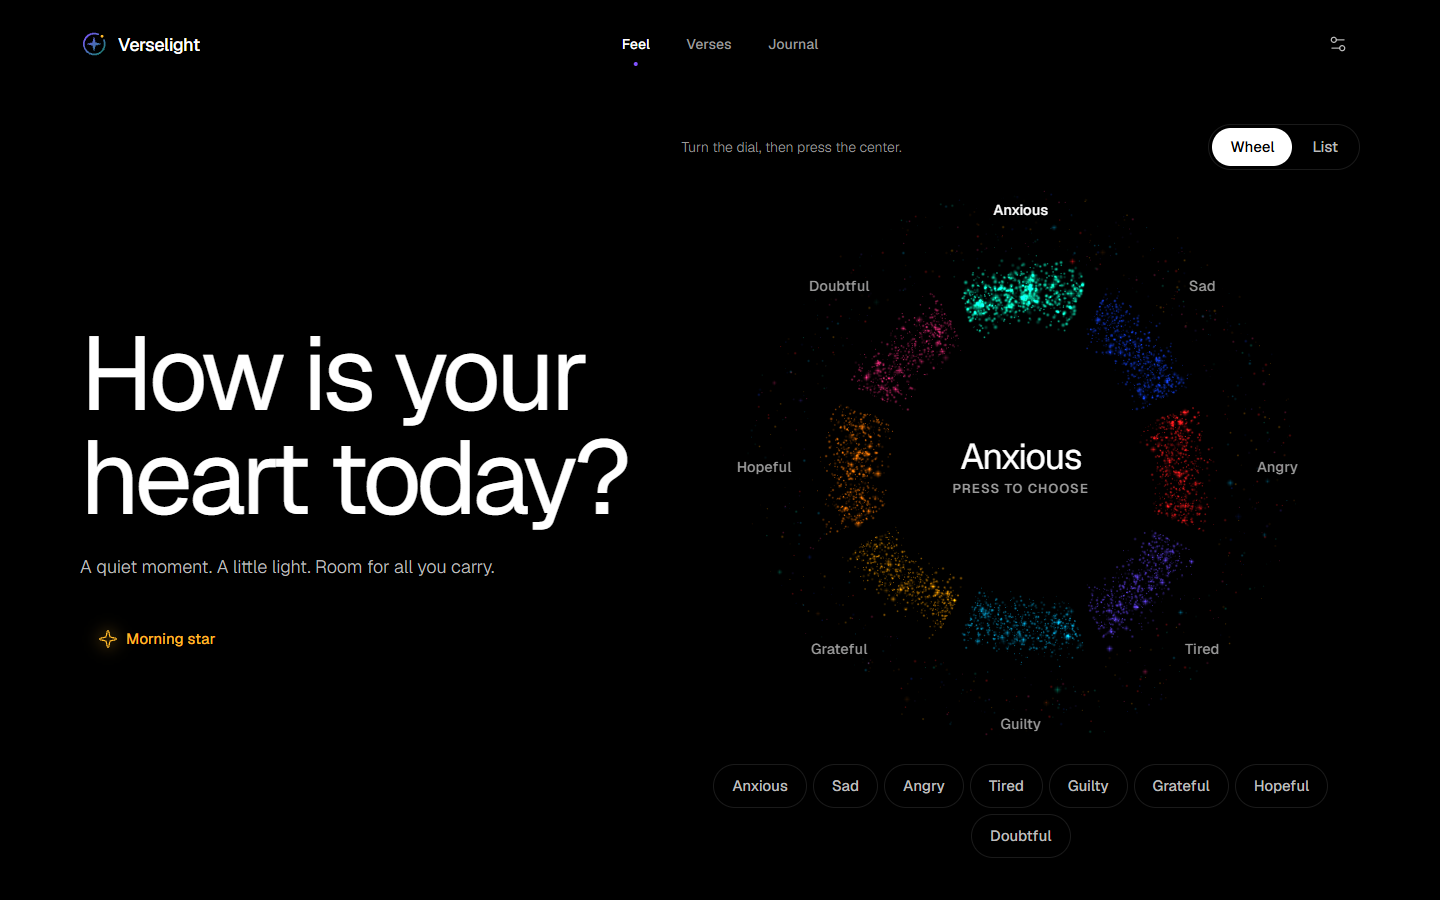 Verselight
Feel
Verses
Journal
Turn the dial, then press the center.
Wheel
List
How is your
heart today?
A quiet moment. A little light. Room for all you carry.
Morning star
Anxious
Doubtful
Sad
Hopeful
Anxious
PRESS TO CHOOSE
Angry
Grateful
Tired
Guilty
Anxious
Sad
Angry
Tired
Guilty
Grateful
Hopeful
Doubtful